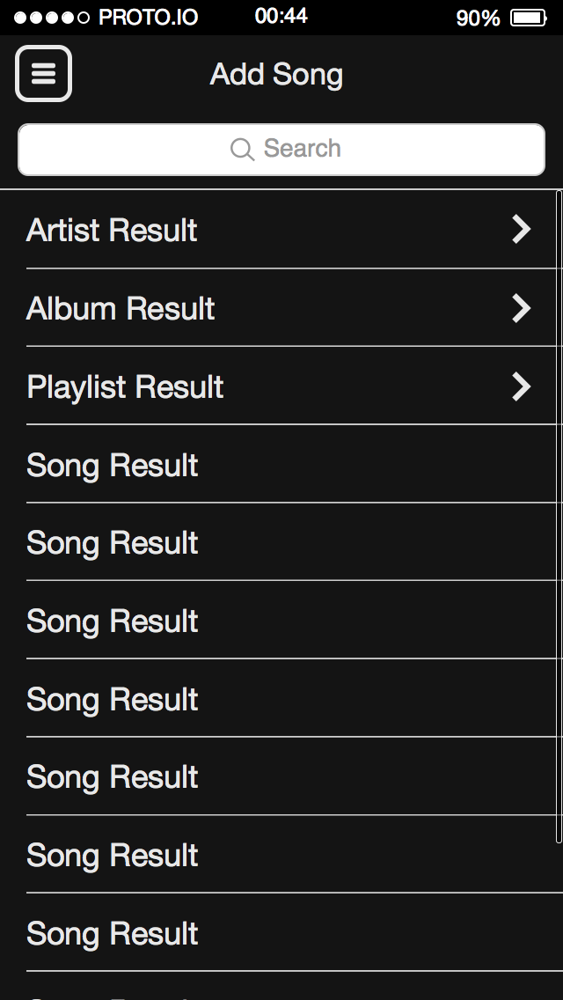 PROTO.IO 00:44 90%
Add Song
Search
Artist Result
Album Result
Playlist Result
Song Result
Song Result
Song Result
Song Result
Song Result
Song Result
Song Result